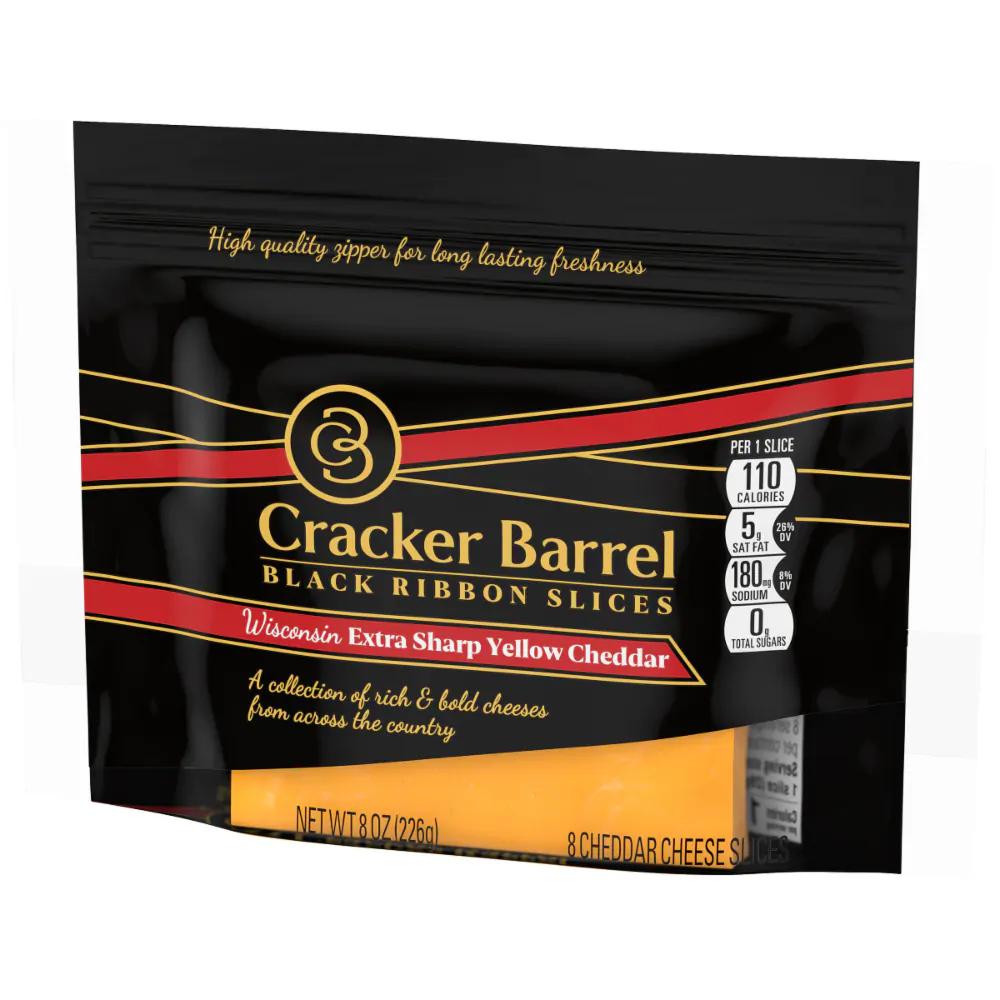 High quality zipper for long lasting freshness
CB
Cracker Barrel
BLACK RIBBON SLICES
Wisconsin Extra Sharp Yellow Cheddar
A collection of rich & bold cheeses
from across the country
PER 1 SLICE
110
CALORIES
5g
SAT FAT
26%
DV
180mg
SODIUM
8%
DV
0g
TOTAL SUGARS
NET WT 8 OZ (226g)
8 CHEDDAR CHEESE SLICES